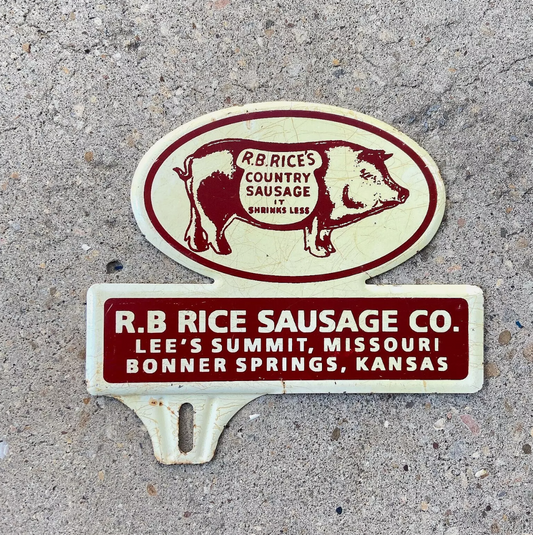 R.B. RICE'S
COUNTRY
SAUSAGE
IT
SHRINKS LESS
R.B RICE SAUSAGE CO.
LEE'S SUMMIT, MISSOURI
BONNER SPRINGS, KANSAS